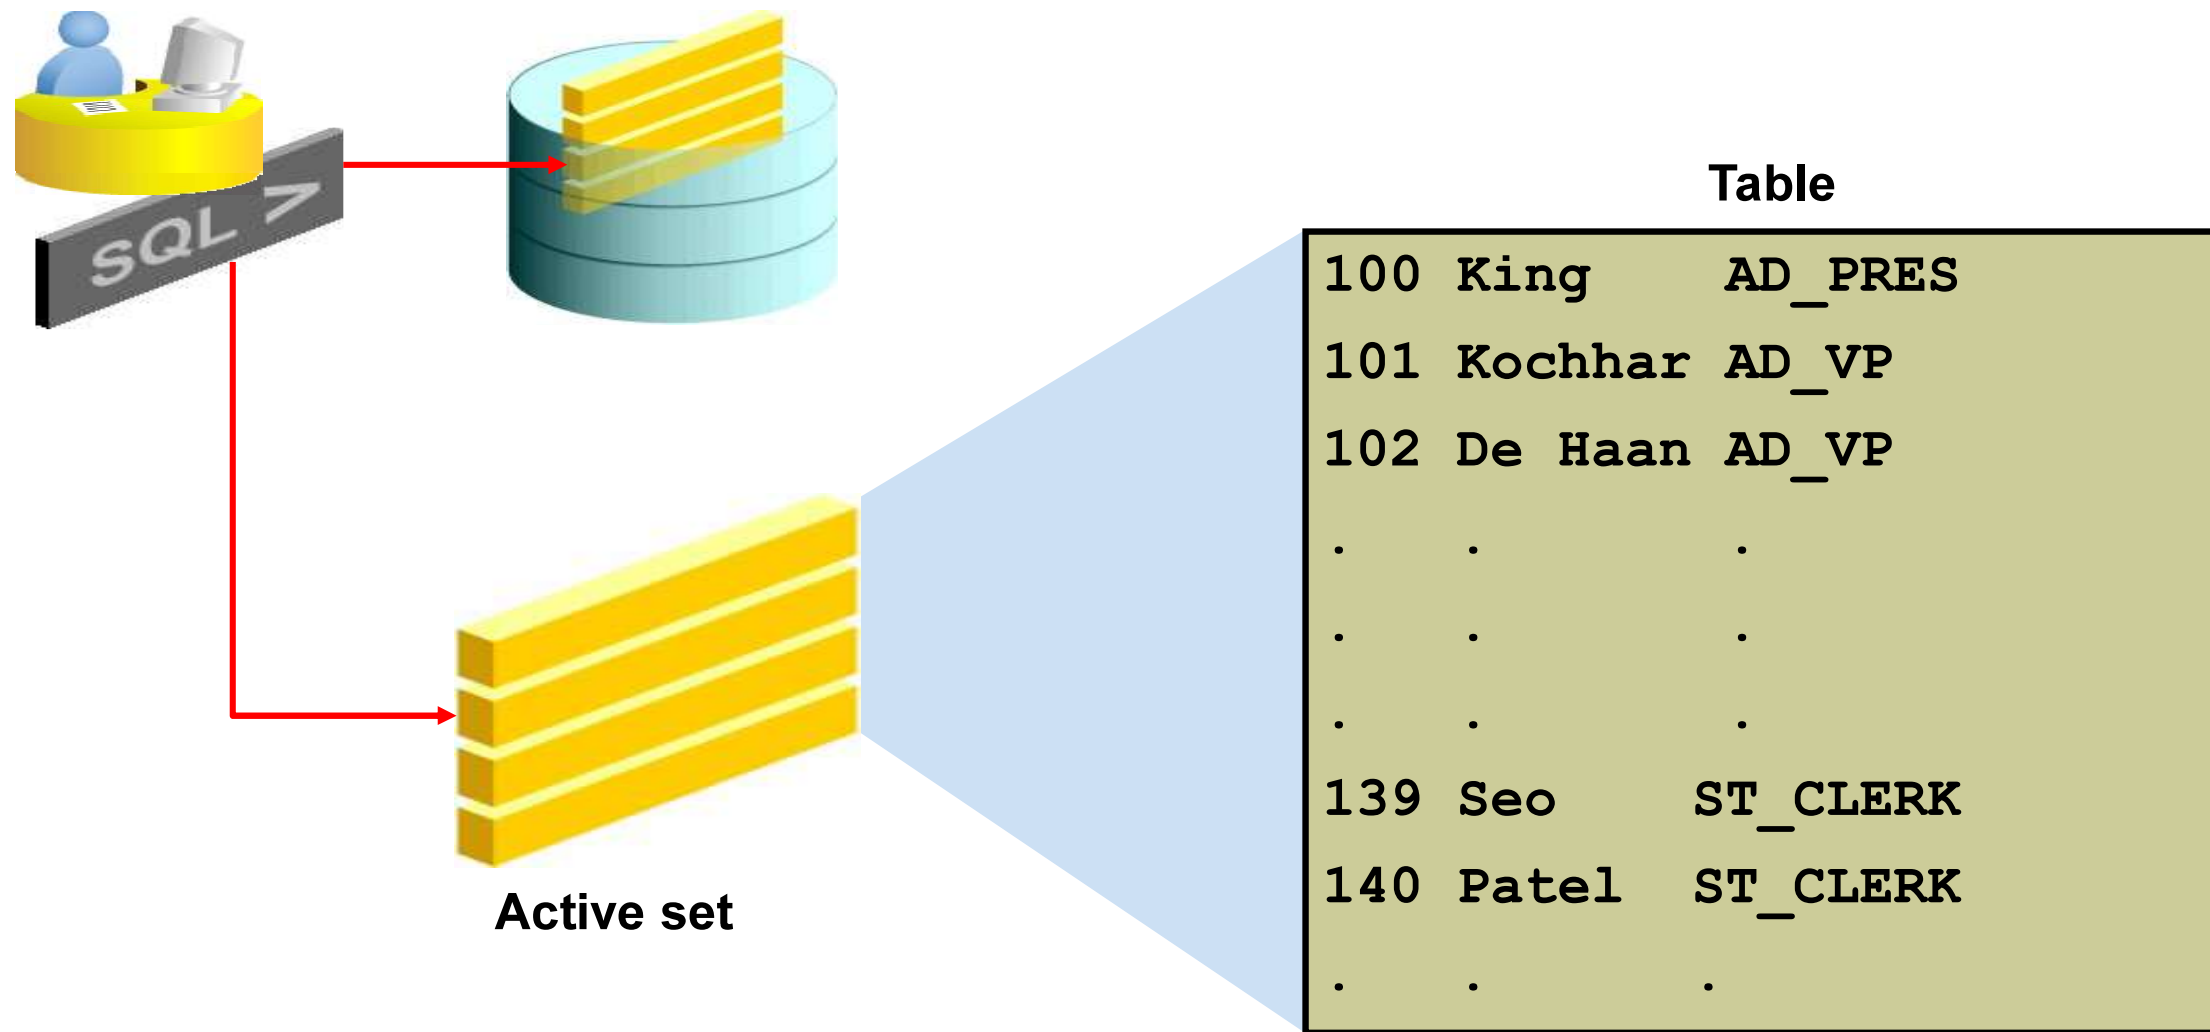 SQL >
Table
100 King AD_PRES
101 Kochhar AD_VP
102 De Haan AD_VP
. . .
. . .
. . .
139 Seo ST_CLERK
140 Patel ST_CLERK
. . .
Active set